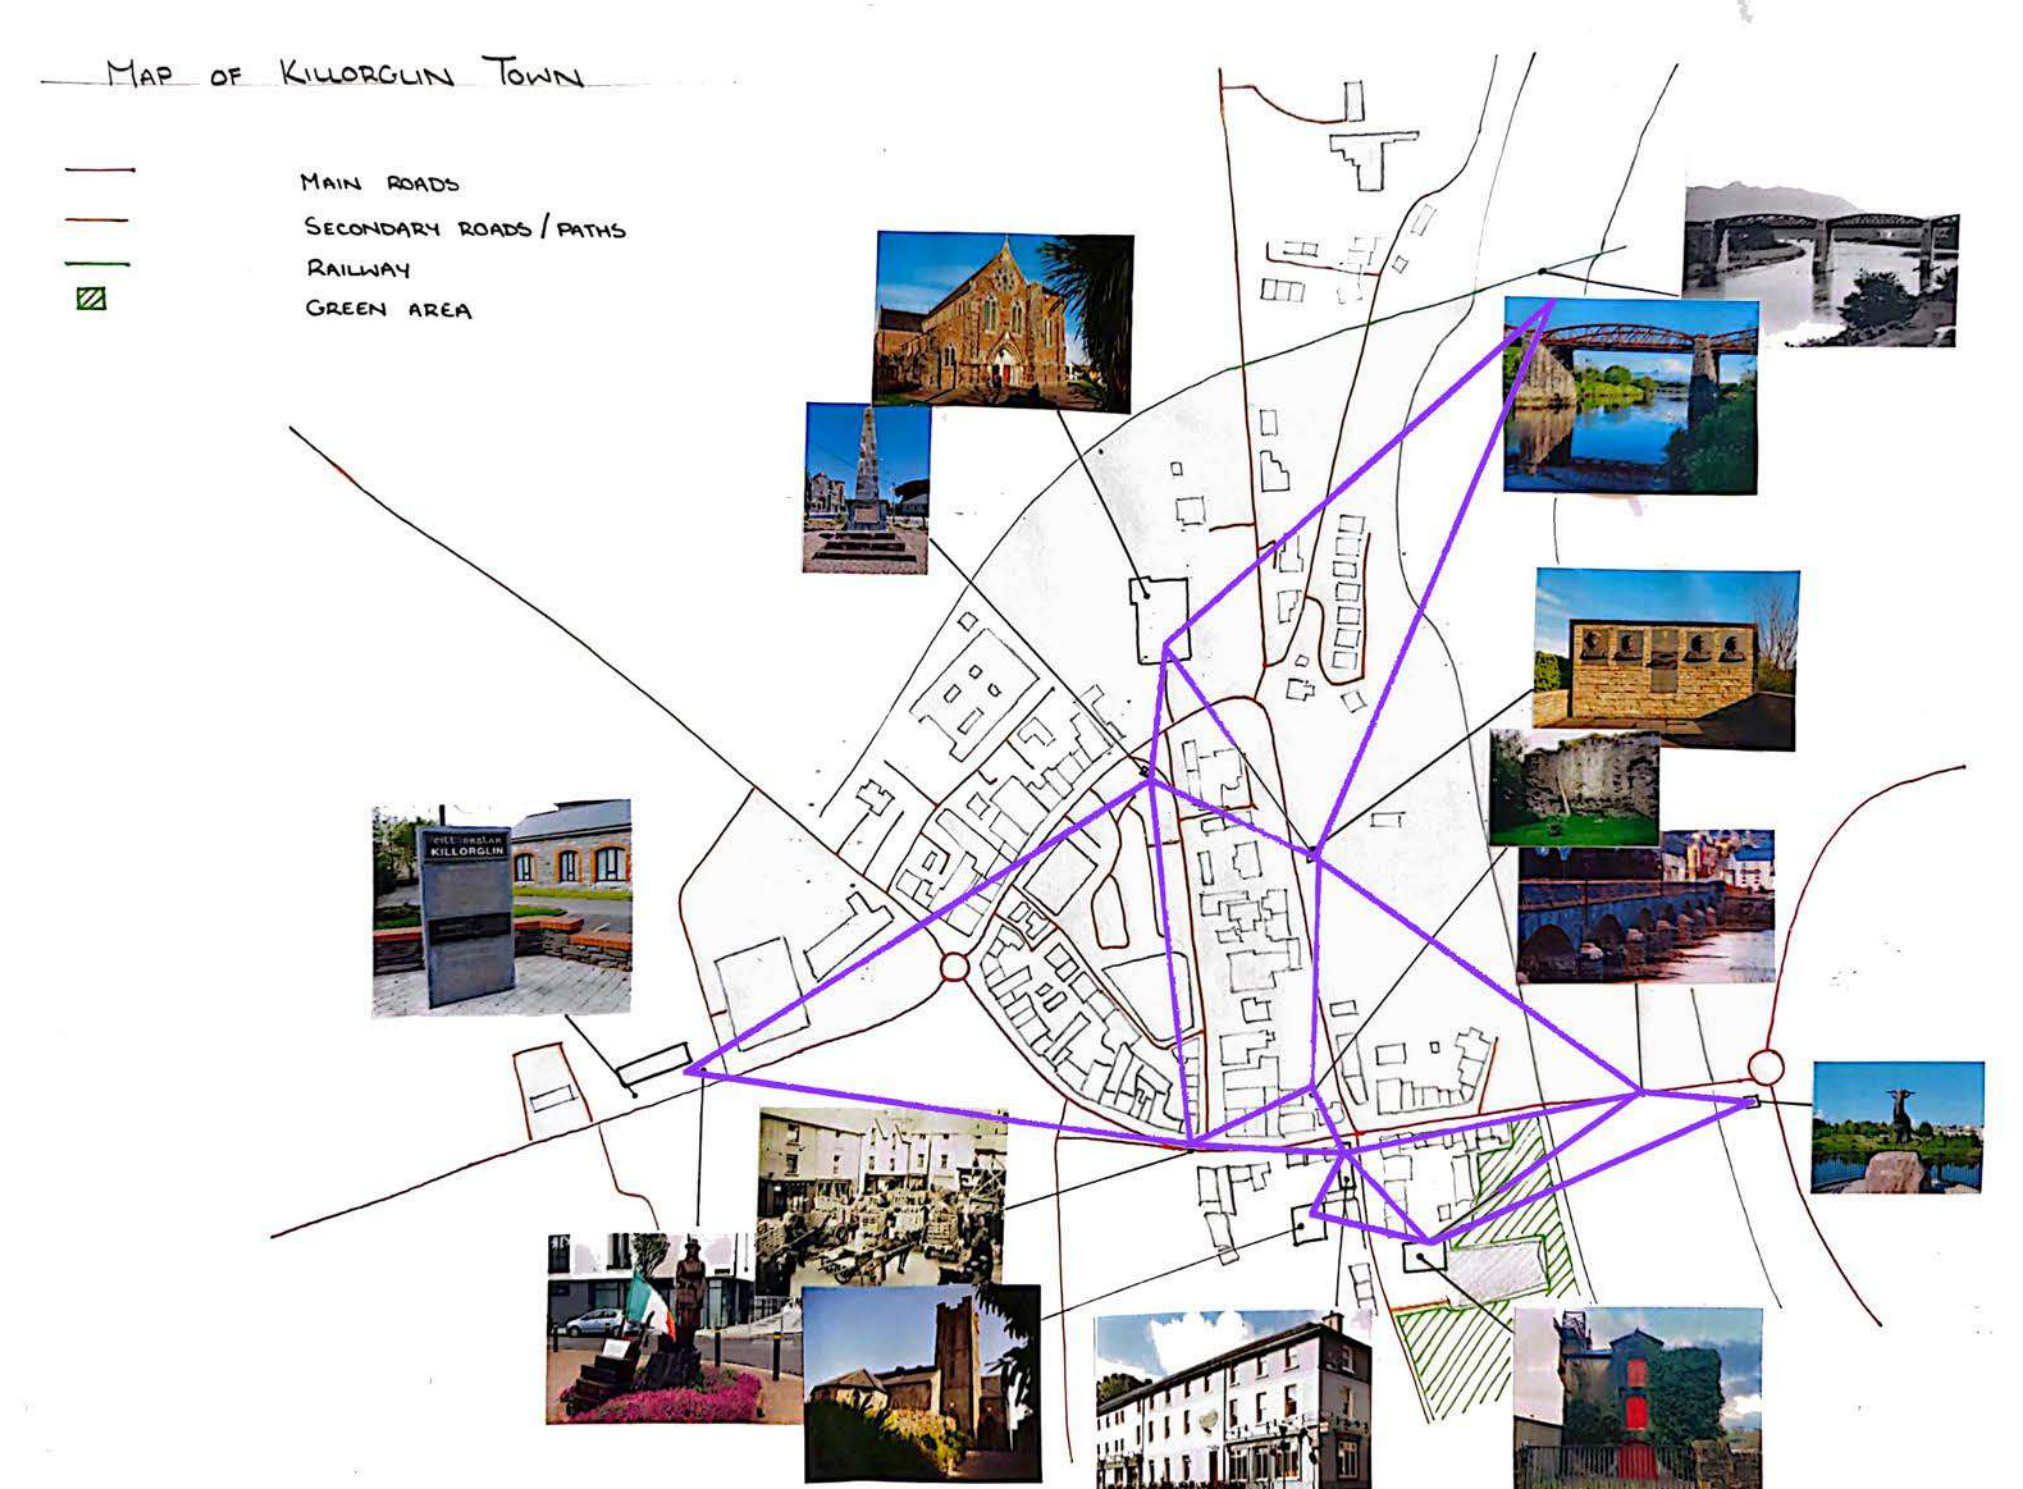 MAP OF KILLORGLIN TOWN
MAIN ROADS
SECONDARY ROADS / PATHS
RAILWAY
GREEN AREA
KILLORGLIN